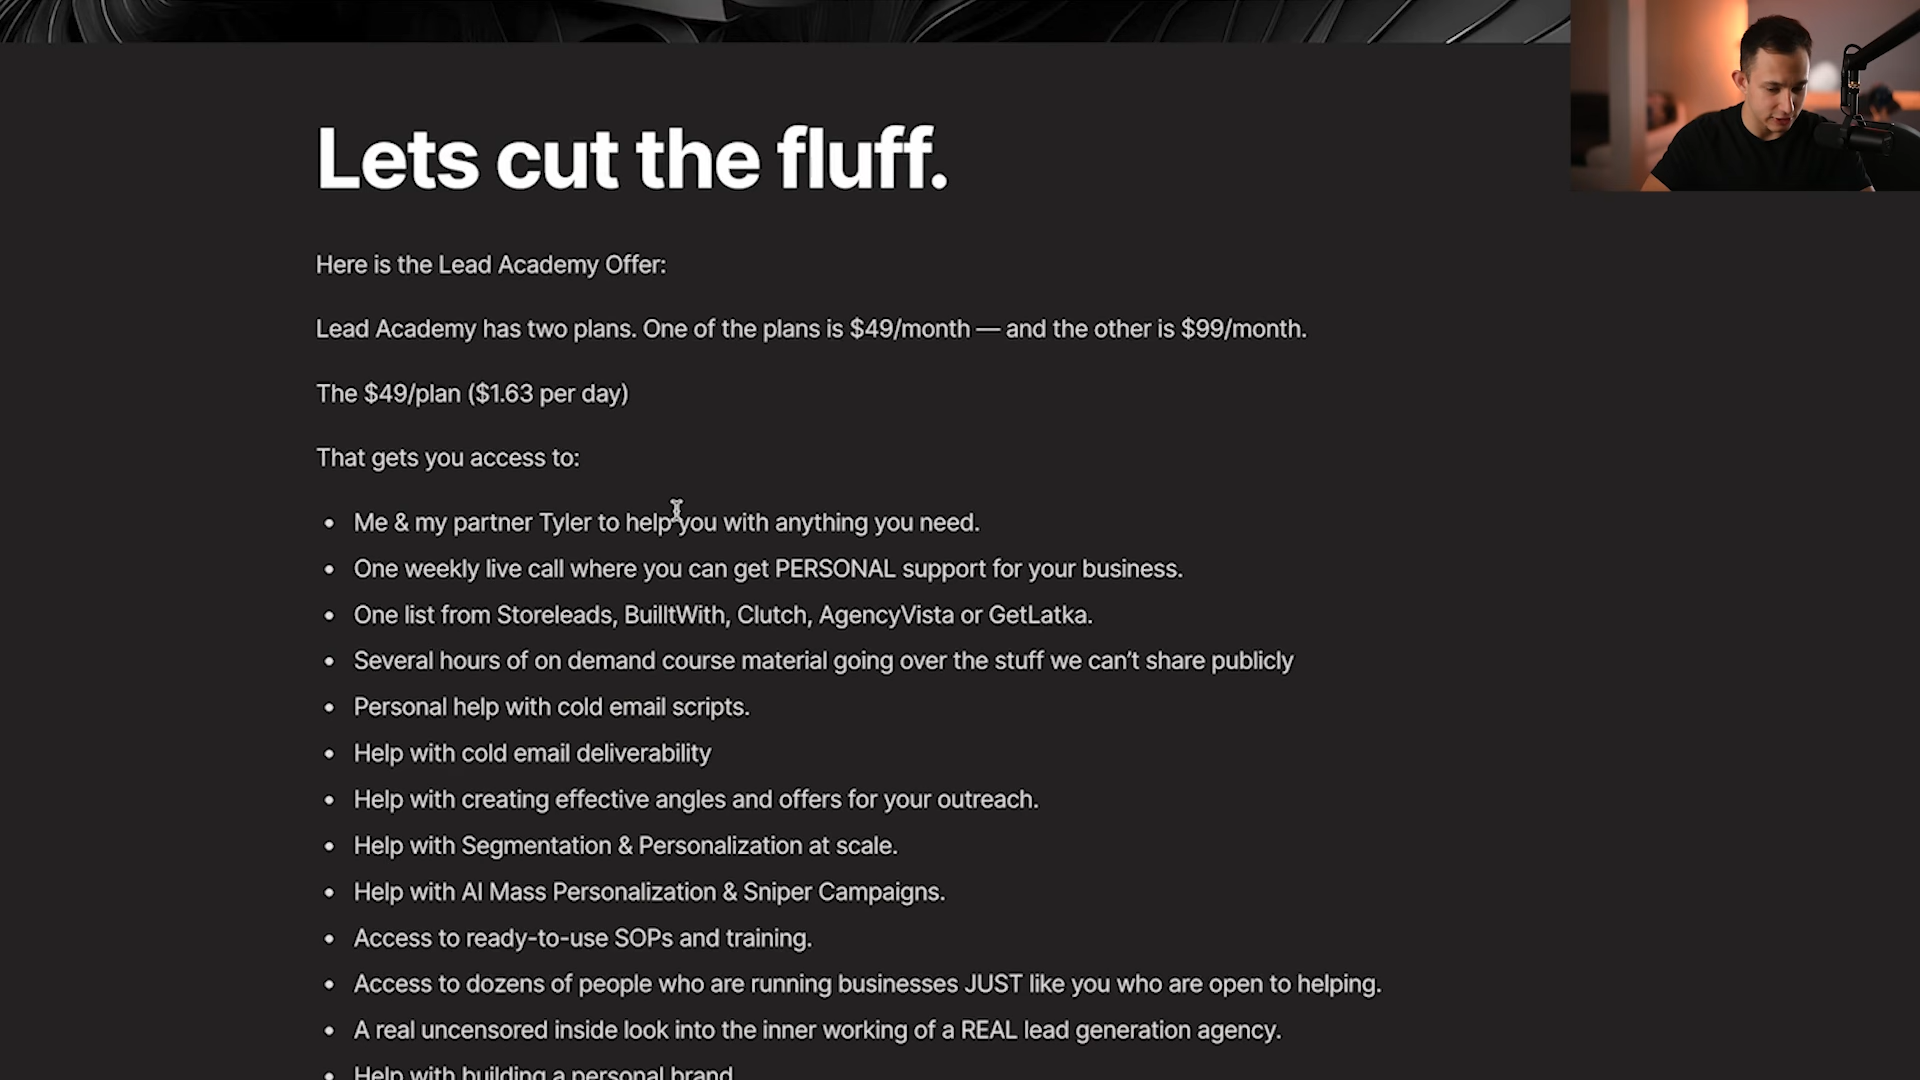 Lets cut the fluff.
Here is the Lead Academy Offer:
Lead Academy has two plans. One of the plans is $49/month — and the other is $99/month.
The $49/plan ($1.63 per day)
That gets you access to:
• Me & my partner Tyler to help you with anything you need.
• One weekly live call where you can get PERSONAL support for your business.
• One list from Storeleads, BuilltWith, Clutch, AgencyVista or GetLatka.
• Several hours of on demand course material going over the stuff we can’t share publicly
• Personal help with cold email scripts.
• Help with cold email deliverability
• Help with creating effective angles and offers for your outreach.
• Help with Segmentation & Personalization at scale.
• Help with AI Mass Personalization & Sniper Campaigns.
• Access to ready-to-use SOPs and training.
• Access to dozens of people who are running businesses JUST like you who are open to helping.
• A real uncensored inside look into the inner working of a REAL lead generation agency.
• Help with building a personal brand